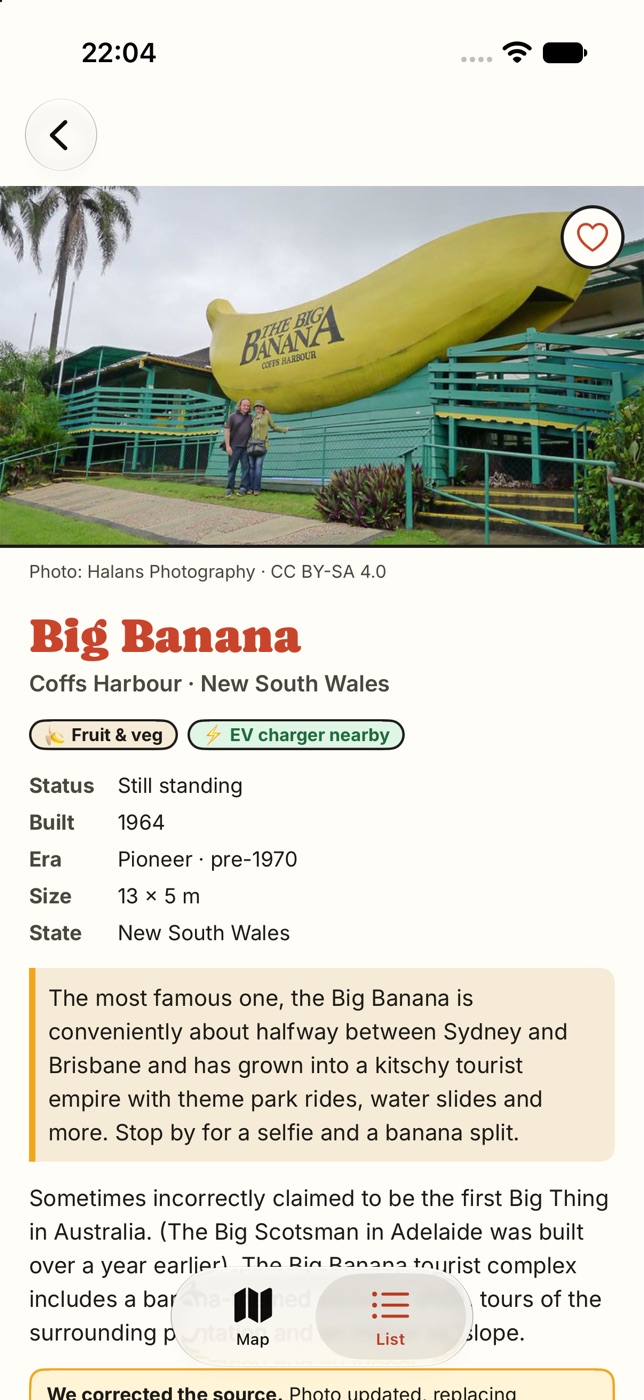 22:04
THE BIG
BANANA
COFFS HARBOUR
Photo: Halans Photography · CC BY-SA 4.0
Big Banana
Coffs Harbour · New South Wales
🍌 Fruit & veg ⚡ EV charger nearby
Status Still standing
Built 1964
Era Pioneer · pre-1970
Size 13 × 5 m
State New South Wales
The most famous one, the Big Banana is
conveniently about halfway between Sydney and
Brisbane and has grown into a kitschy tourist
empire with theme park rides, water slides and
more. Stop by for a selfie and a banana split.
Sometimes incorrectly claimed to be the first Big Thing
in Australia. (The Big Scotsman in Adelaide was built
over a year earlier). The Big Banana tourist complex
includes a tours of the
surrounding and slope.
Map List
We corrected the source. Photo updated, replacing